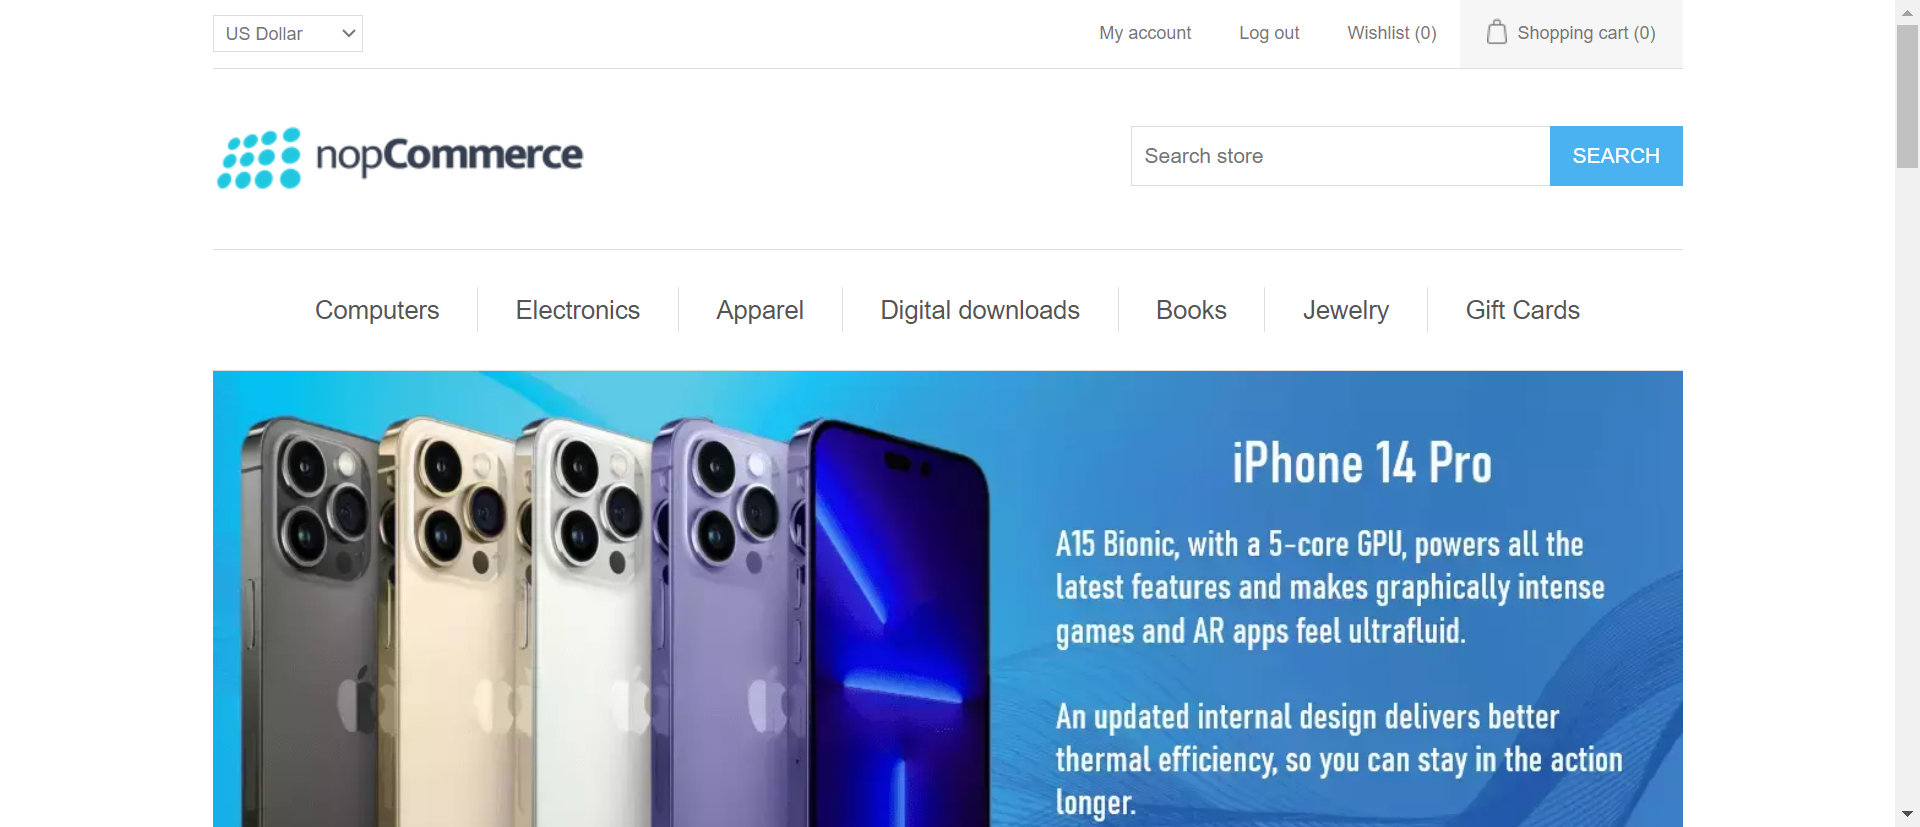 US Dollar
My account
Log out
Wishlist (0)
Shopping cart (0)
nopCommerce
Search store
SEARCH
Computers
Electronics
Apparel
Digital downloads
Books
Jewelry
Gift Cards
iPhone 14 Pro
A15 Bionic, with a 5-core GPU, powers all the
latest features and makes graphically intense
games and AR apps feel ultrafluid.
An updated internal design delivers better
thermal efficiency, so you can stay in the action
longer.